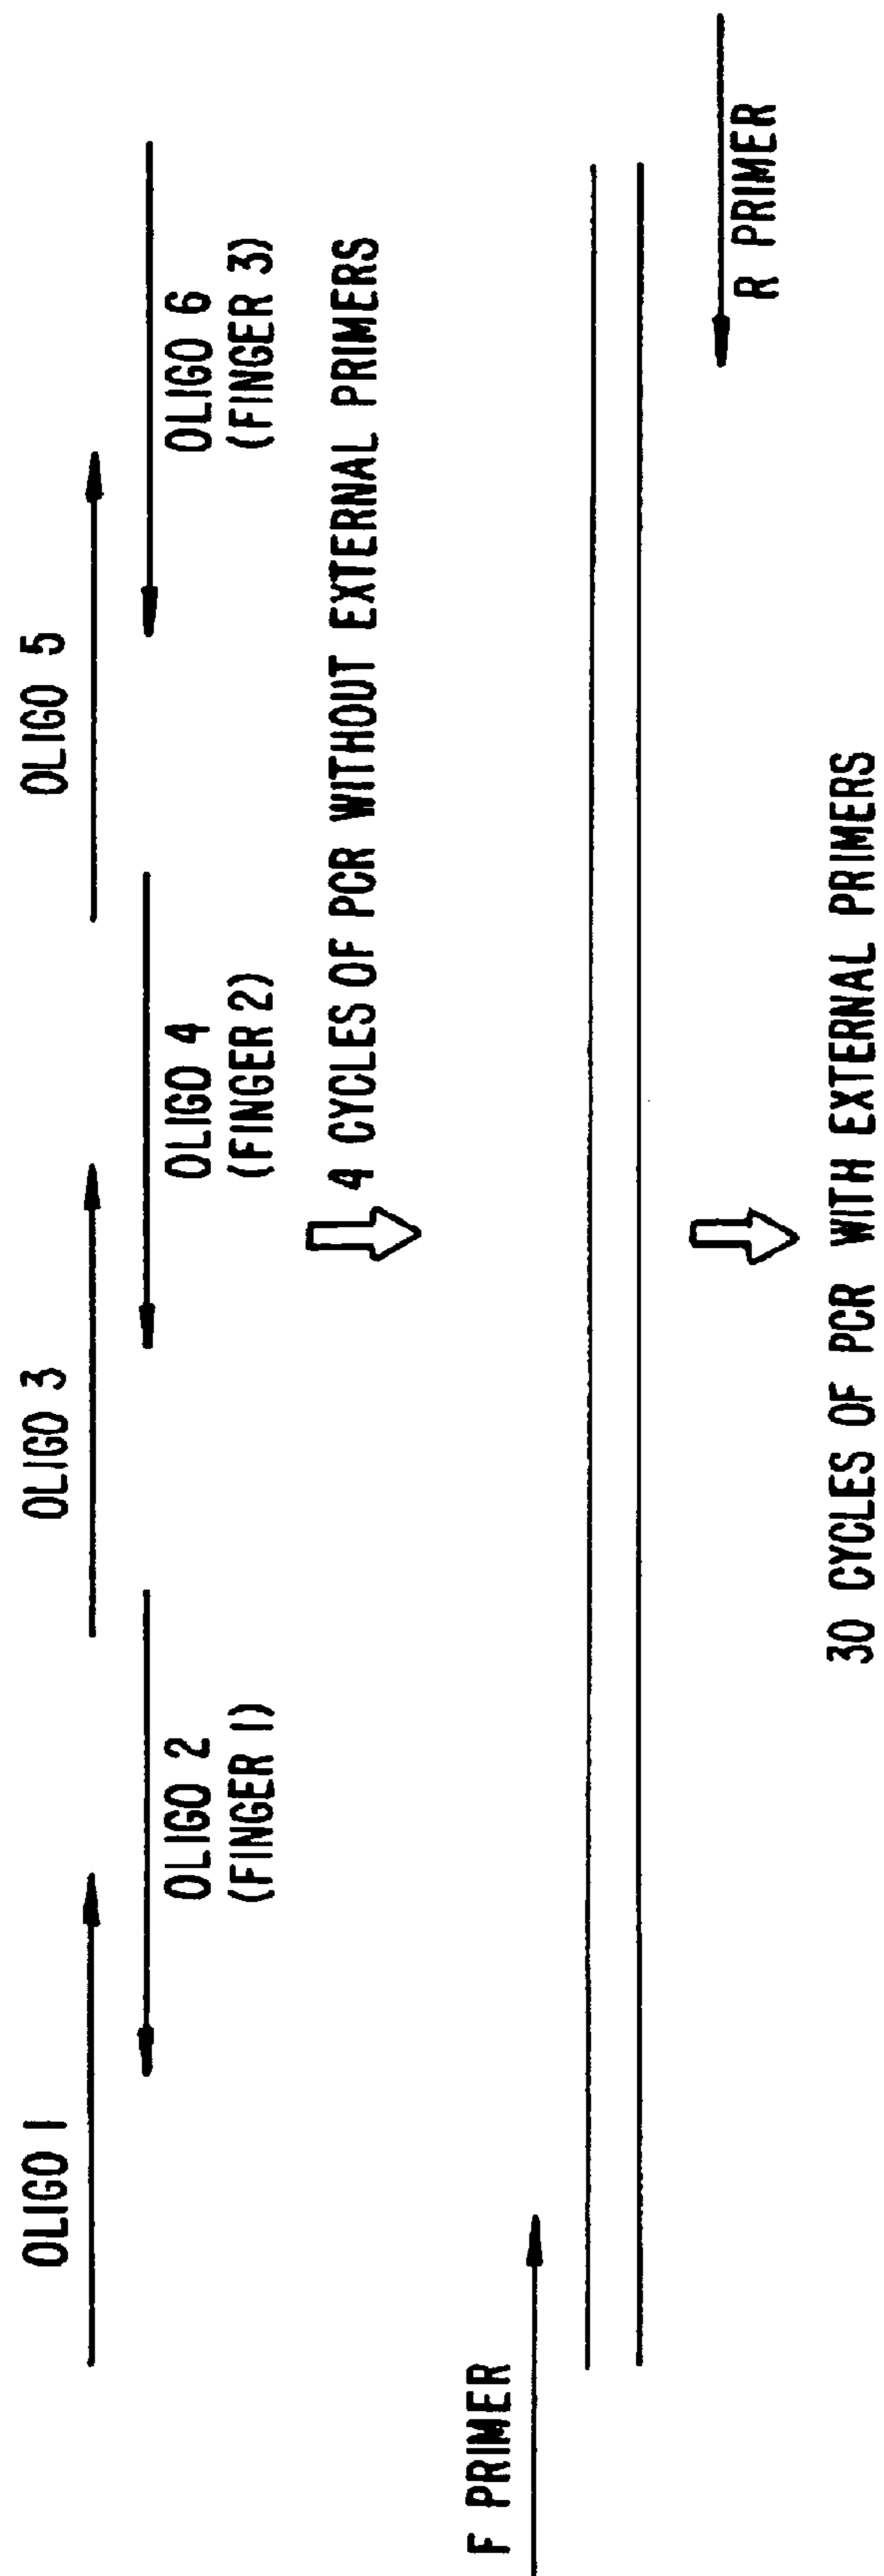 OLIGO 1
OLIGO 3
OLIGO 5
OLIGO 2
(FINGER 1)
OLIGO 4
(FINGER 2)
OLIGO 6
(FINGER 3)
4 CYCLES OF PCR WITHOUT EXTERNAL PRIMERS
F PRIMER
R PRIMER
30 CYCLES OF PCR WITH EXTERNAL PRIMERS